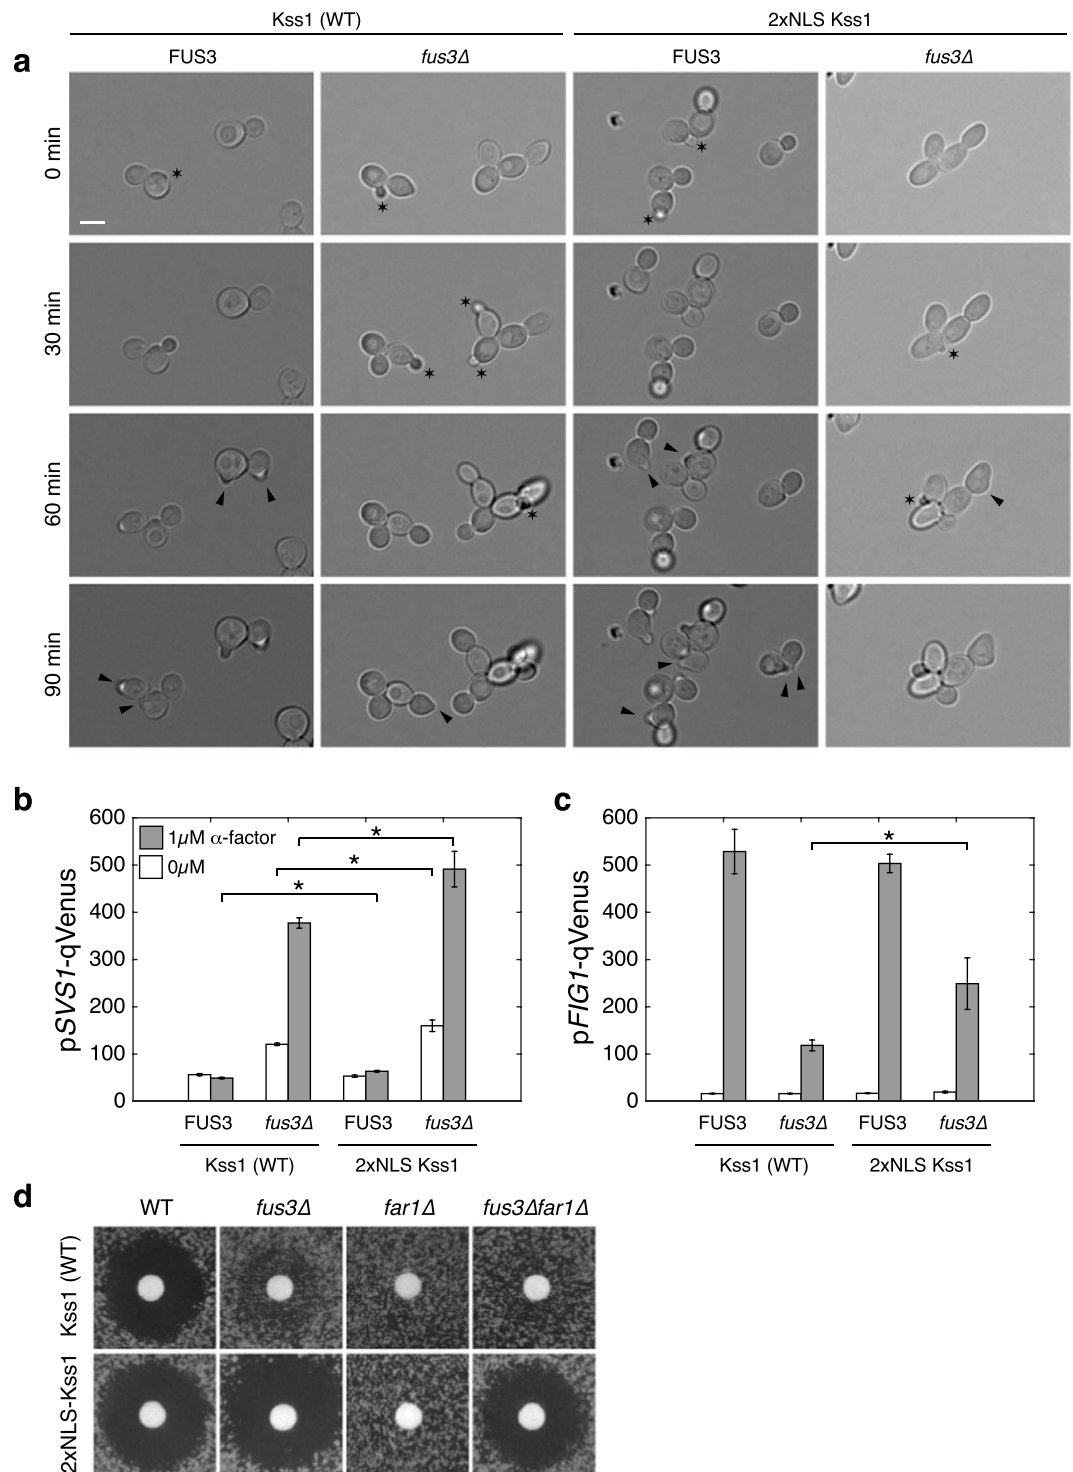 Kss1 (WT) 2xNLS Kss1
a FUS3 fus3Δ FUS3 fus3Δ
0 min
30 min
60 min
90 min
b
pSVS1-qVenus
600
500
400
300
200
100
0
1μM α-factor
0μM
*
*
*
FUS3 fus3Δ FUS3 fus3Δ
Kss1 (WT) 2xNLS Kss1
c
pFIG1-qVenus
600
500
400
300
200
100
0
*
FUS3 fus3Δ FUS3 fus3Δ
Kss1 (WT) 2xNLS Kss1
d
WT fus3Δ far1Δ fus3Δfar1Δ
Kss1 (WT)
2xNLS-Kss1